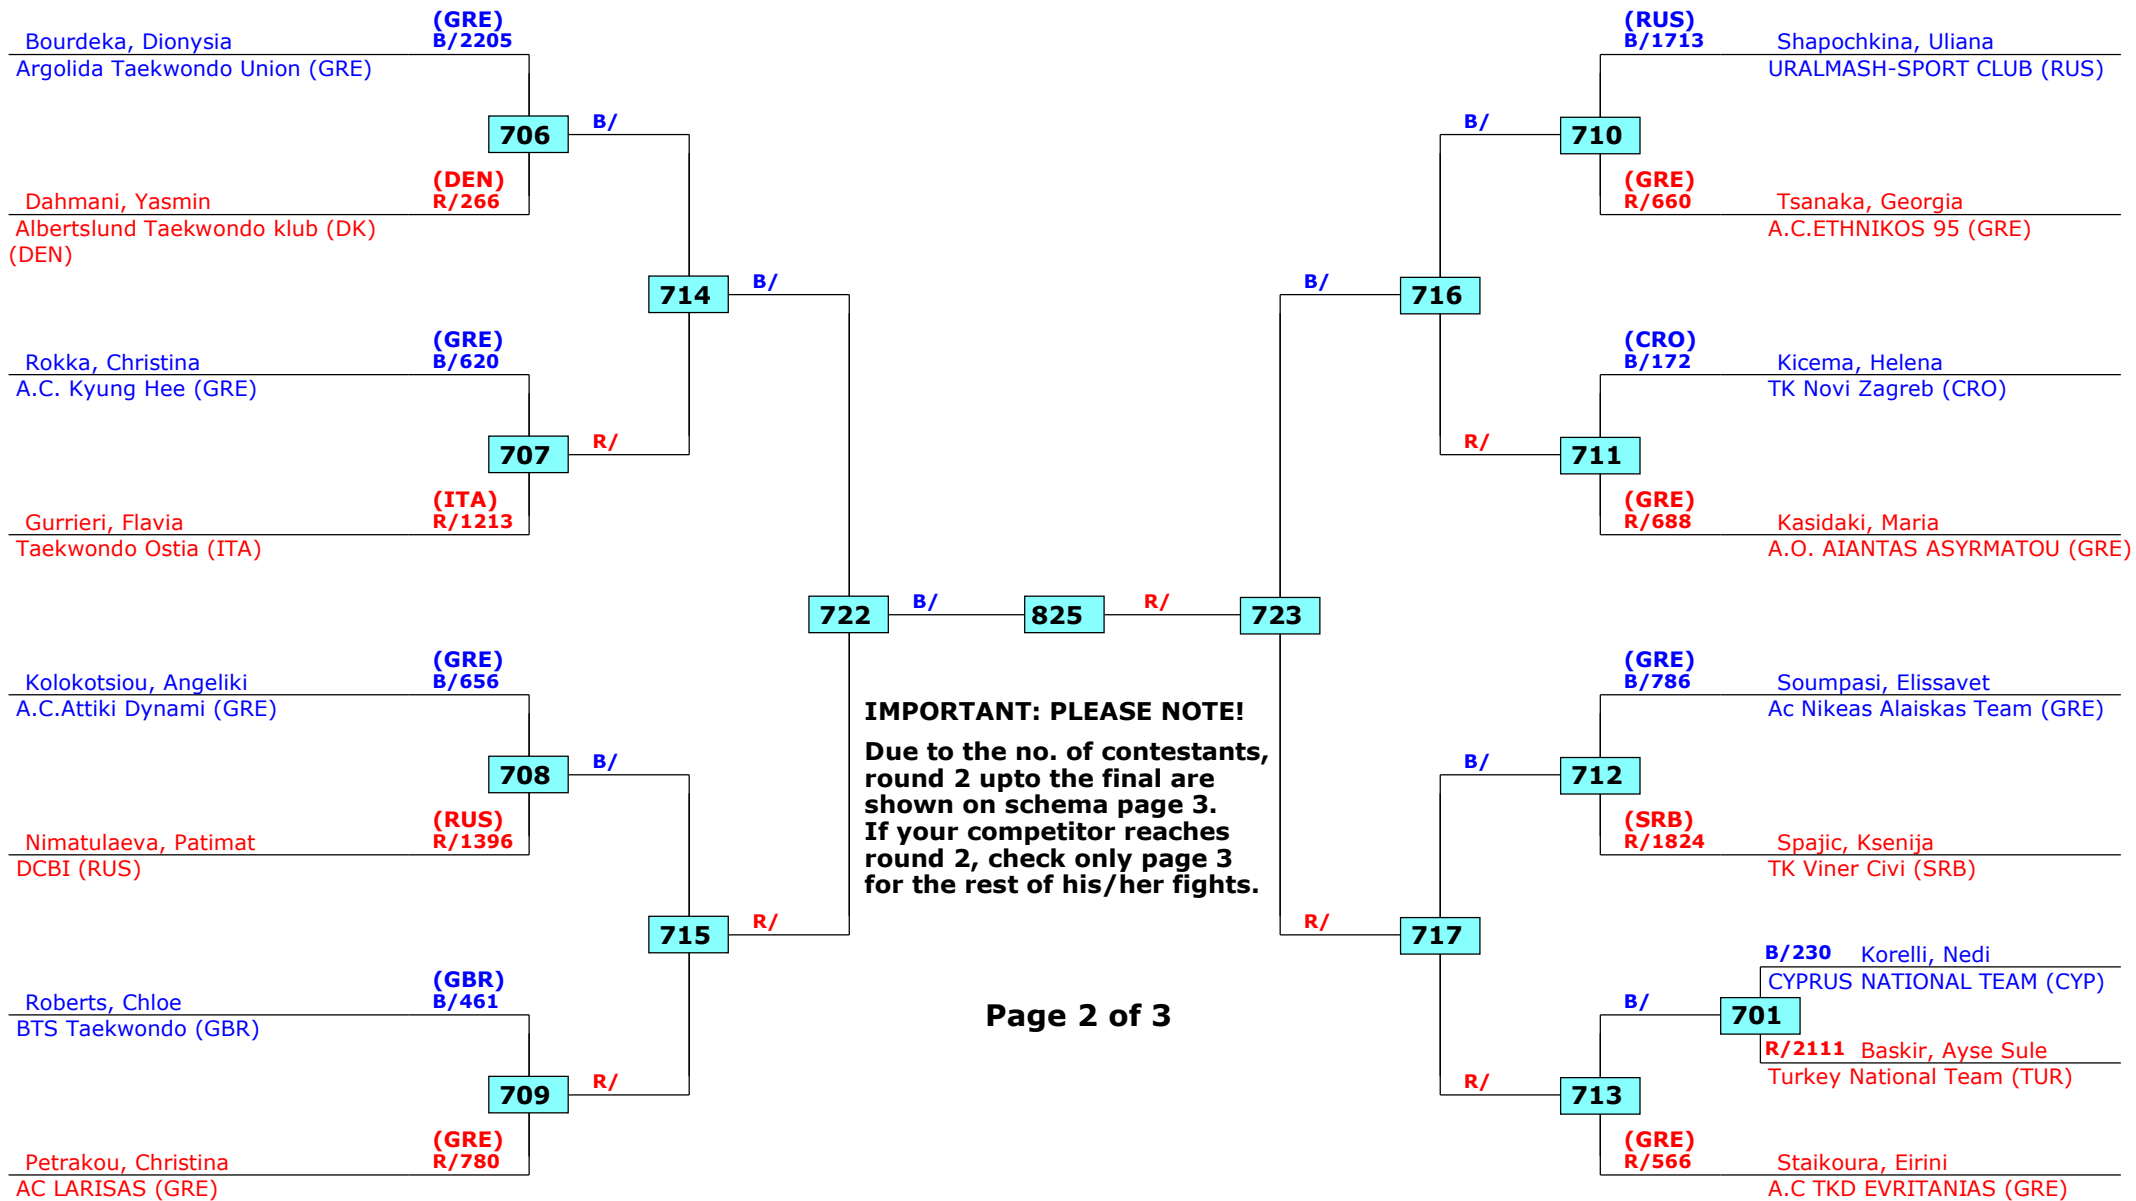 (GRE)
Bourdeka, Dionysia B/2205
Argolida Taekwondo Union (GRE)
706 B/
(DEN)
Dahmani, Yasmin R/266
Albertslund Taekwondo klub (DK)
(DEN)
714 B/
(GRE)
Rokka, Christina B/620
A.C. Kyung Hee (GRE)
707 R/
(ITA)
Gurrieri, Flavia R/1213
Taekwondo Ostia (ITA)
722 B/ 825 R/ 723
(GRE)
Kolokotsiou, Angeliki B/656
A.C.Attiki Dynami (GRE)
708 B/
(RUS)
Nimatulaeva, Patimat R/1396
DCBI (RUS)
715 R/
(GBR)
Roberts, Chloe B/461
BTS Taekwondo (GBR)
709 R/
(GRE)
Petrakou, Christina R/780
AC LARISAS (GRE)
IMPORTANT: PLEASE NOTE!
Due to the no. of contestants,
round 2 upto the final are
shown on schema page 3.
If your competitor reaches
round 2, check only page 3
for the rest of his/her fights.
Page 2 of 3
(RUS)
B/1713 Shapochkina, Uliana
URALMASH-SPORT CLUB (RUS)
B/ 710
(GRE)
R/660 Tsanaka, Georgia
A.C.ETHNIKOS 95 (GRE)
B/ 716
(CRO)
B/172 Kicema, Helena
TK Novi Zagreb (CRO)
R/ 711
(GRE)
R/688 Kasidaki, Maria
A.O. AIANTAS ASYRMATOU (GRE)
(GRE)
B/786 Soumpasi, Elissavet
Ac Nikeas Alaiskas Team (GRE)
B/ 712
(SRB)
R/1824 Spajic, Ksenija
TK Viner Civi (SRB)
R/ 717
B/230 Korelli, Nedi
CYPRUS NATIONAL TEAM (CYP)
B/ 701
R/2111 Baskir, Ayse Sule
Turkey National Team (TUR)
R/ 713
(GRE)
R/566 Staikoura, Eirini
A.C TKD EVRITANIAS (GRE)